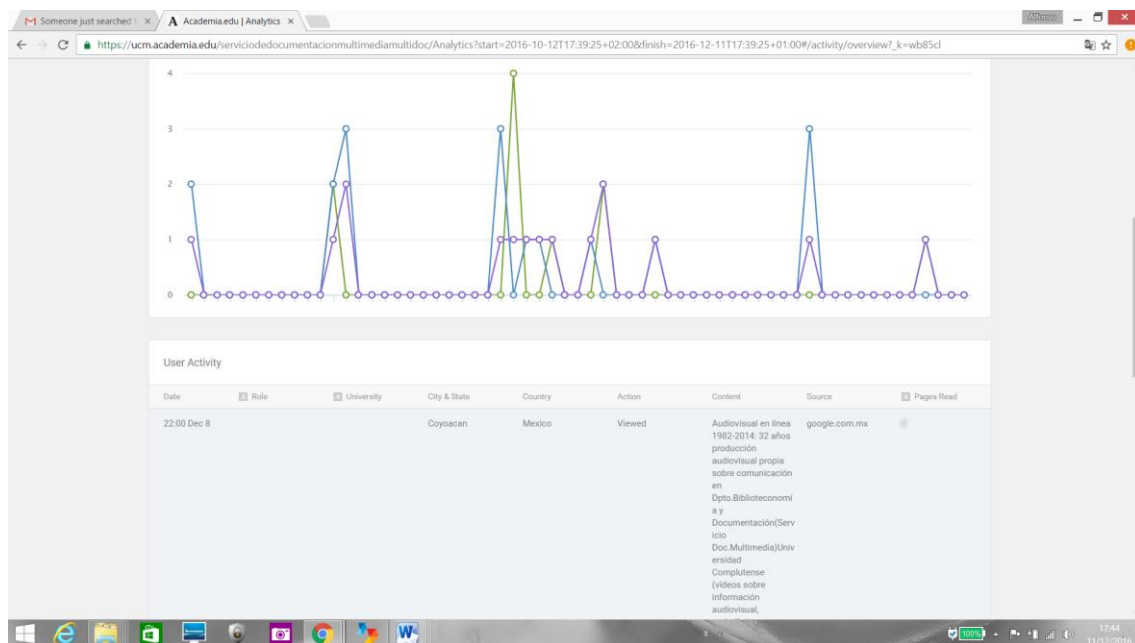 Someone just searched
Academia.edu | Analytics
Alfonso
https://ucm.academia.edu/serviciodedocumentacionmultimediamultidoc/Analytics?start=2016-10-12T17:39:25+02:00&finish=2016-12-11T17:39:25+01:00#/activity/overview?_k=wb85cl
4
3
2
1
0
User Activity
Date Role University City & State Country Action Content Source Pages Read
22:00 Dec 8 Coyoacan Mexico Viewed Audiovisual en línea google.com.mx
1982-2014: 32 años
producción
audiovisual propia
sobre comunicación
en
Dpto.Biblioteconomí
a y
Documentación(Serv
icio
Doc.Multimedia)Univ
ersidad
Complutense
(vídeos sobre
información
audiovisual,
100%
17:44